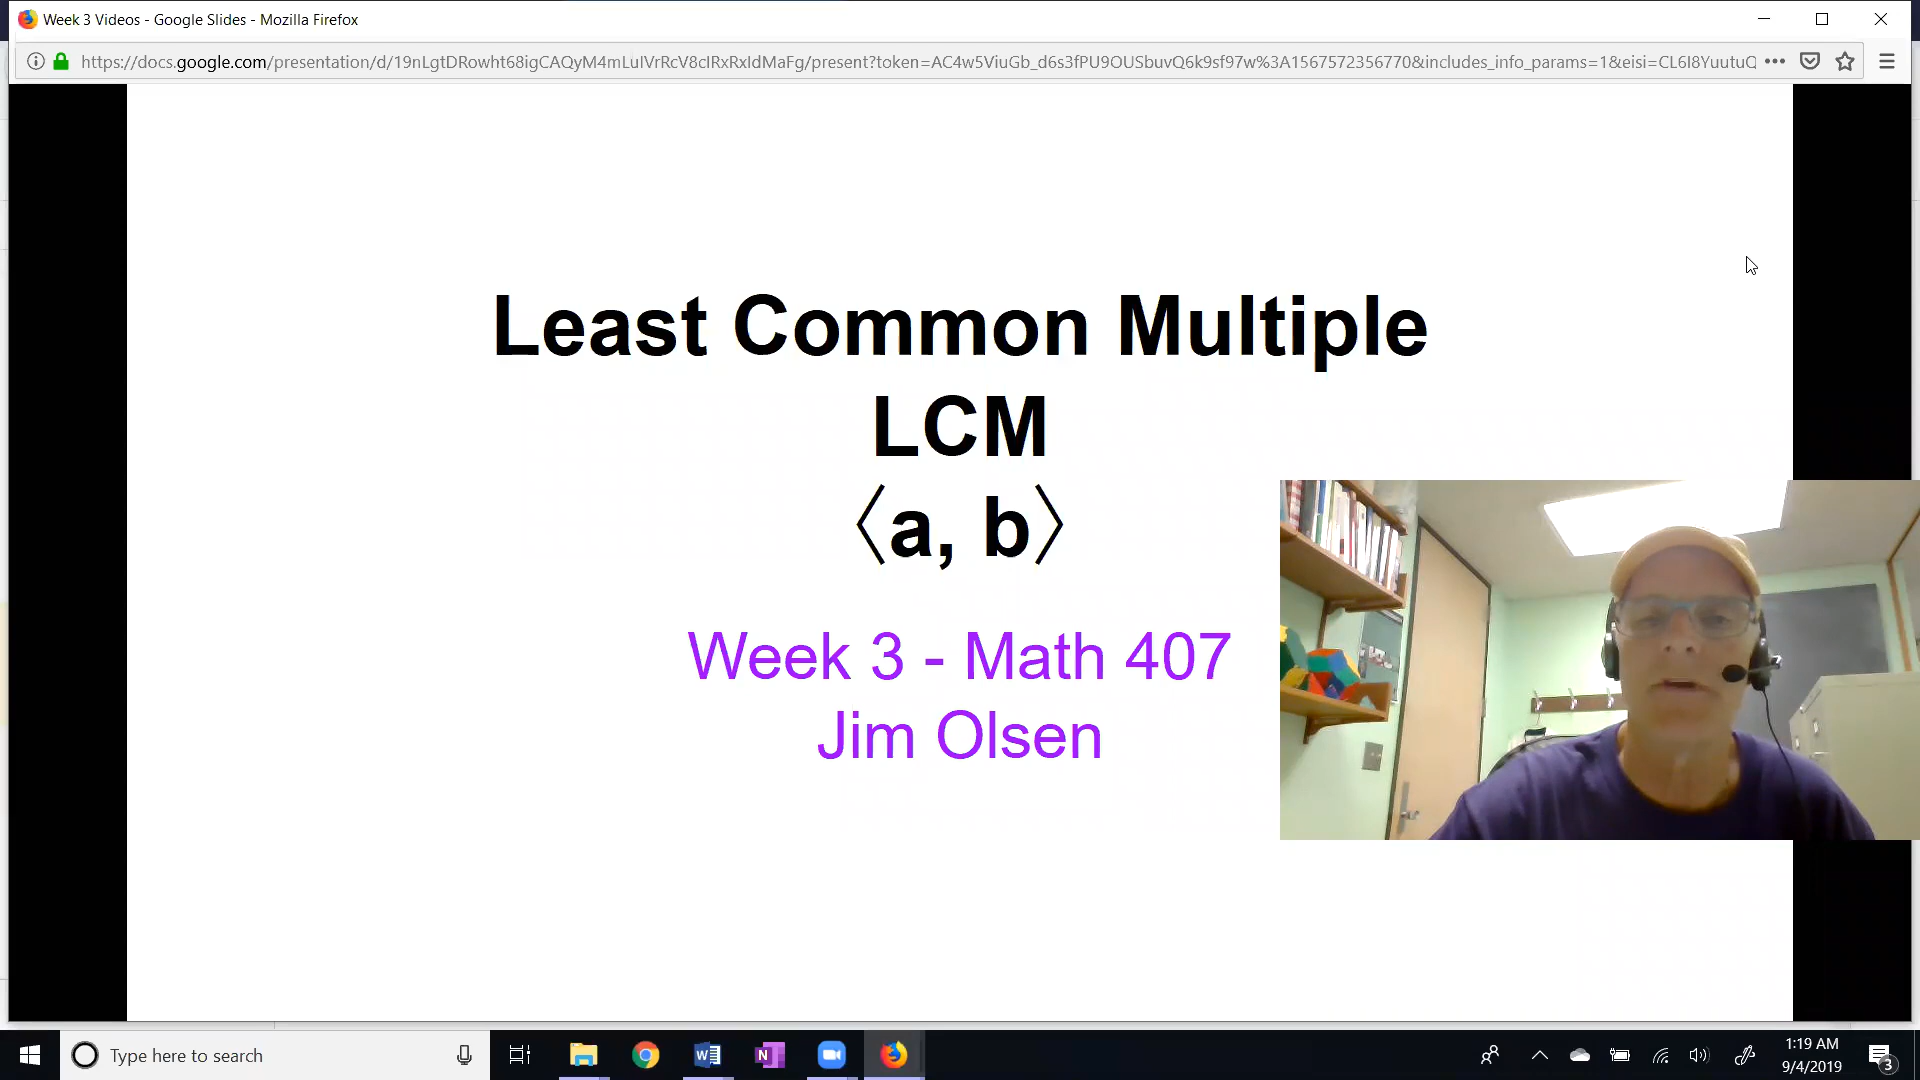 Week 3 Videos - Google Slides - Mozilla Firefox
https://docs.google.com/presentation/d/19nLgtDRowht68igCAQyM4mLuIVrRcV8cIRxRxIdMaFg/present?token=AC4w5ViuGb_d6s3fPU9OUSbuvQ6k9sf97w%3A1567572356770&includes_info_params=1&eisi=CL6I8YuutuQ
Least Common Multiple
LCM
〈a, b〉
Week 3 - Math 407
Jim Olsen
Type here to search
1:19 AM
9/4/2019
3